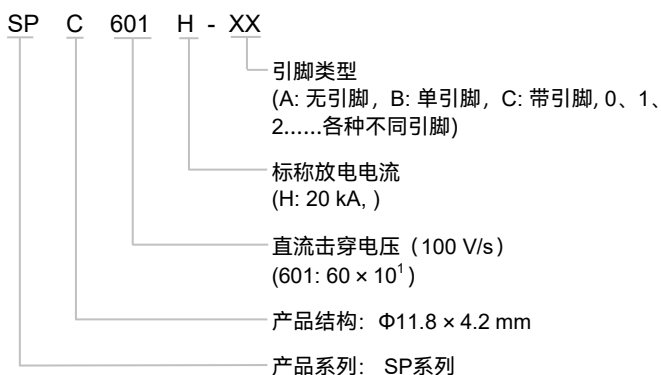 SP C 601 H - XX
引脚类型
(A: 无引脚，B: 单引脚，C: 带引脚, 0、1、
2......各种不同引脚)
标称放电电流
(H: 20 kA, )
直流击穿电压（100 V/s）
(601: 60 × 10¹)
产品结构: Φ11.8 × 4.2 mm
产品系列: SP系列